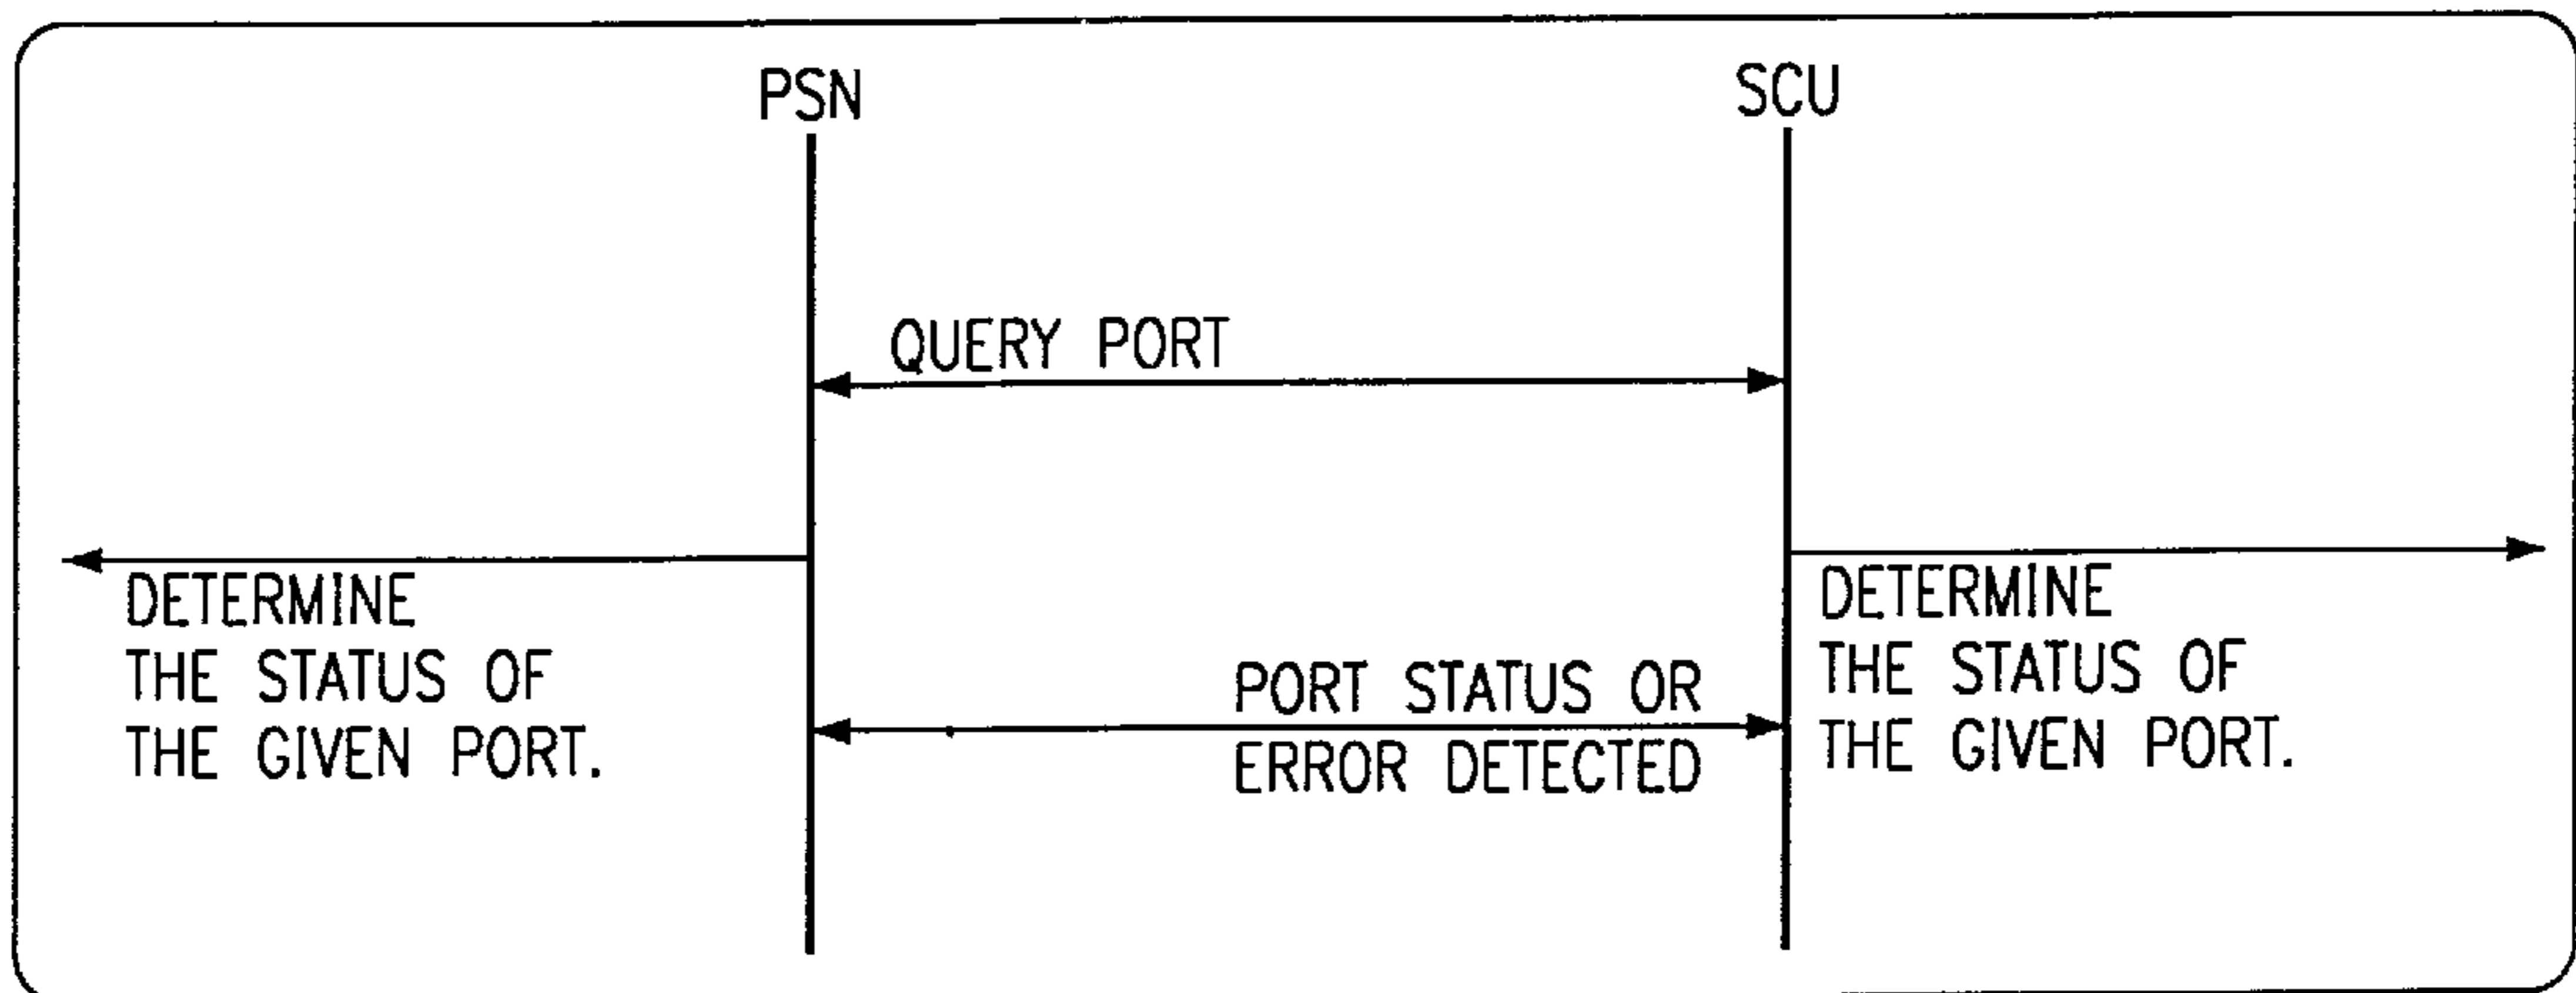 PSN
SCU
QUERY PORT
DETERMINE
THE STATUS OF
THE GIVEN PORT.
PORT STATUS OR
ERROR DETECTED
DETERMINE
THE STATUS OF
THE GIVEN PORT.